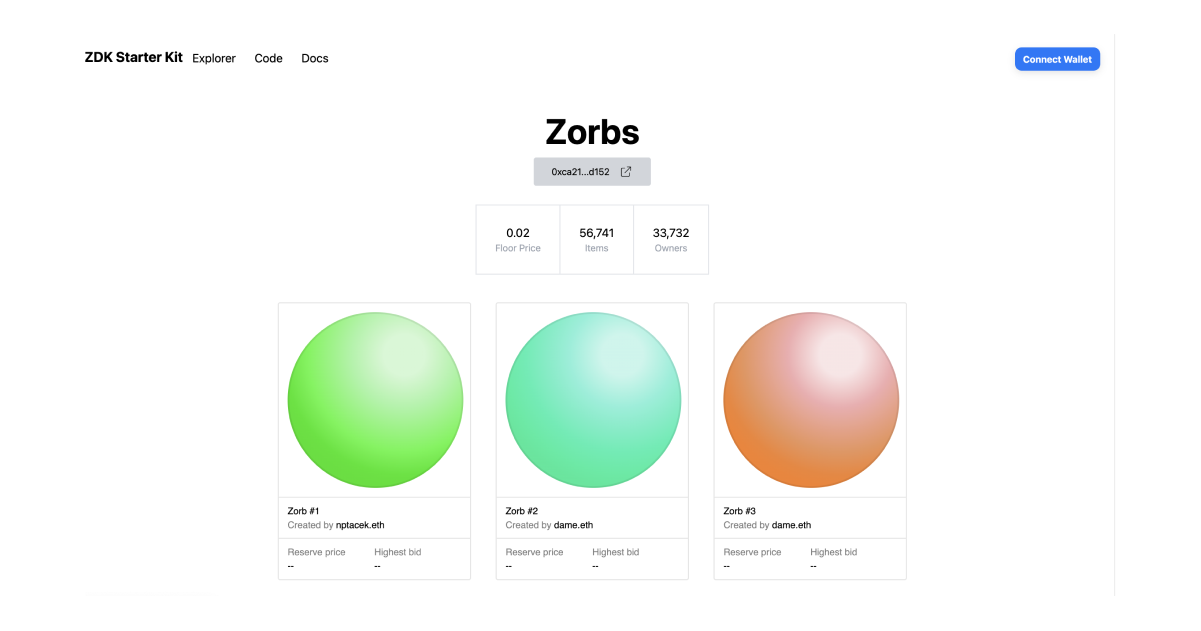 ZDK Starter Kit Explorer Code Docs Connect Wallet
Zorbs
0xca21...d152
0.02 56,741 33,732
Floor Price Items Owners
Zorb #1 Zorb #2 Zorb #3
Created by nptacek.eth Created by dame.eth Created by dame.eth
Reserve price Highest bid Reserve price Highest bid Reserve price Highest bid
-- -- -- -- -- --